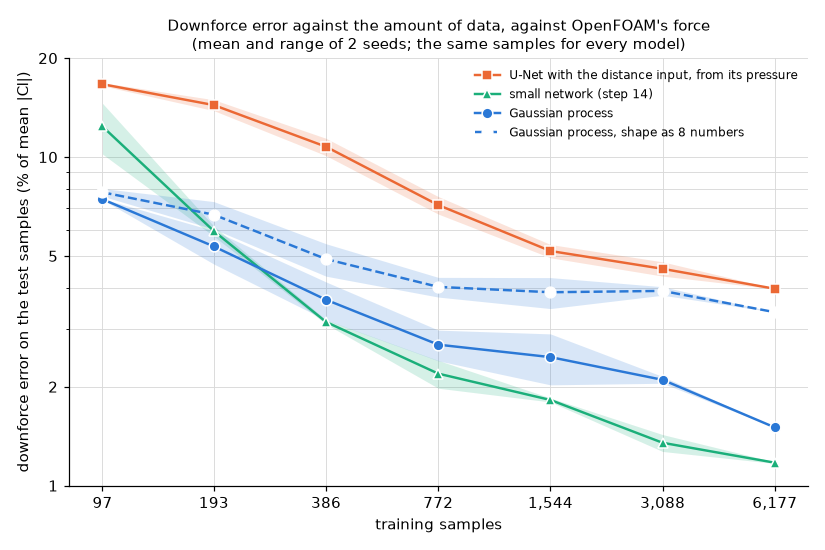 Downforce error against the amount of data, against OpenFOAM's force
(mean and range of 2 seeds; the same samples for every model)
downforce error on the test samples (% of mean |Cl|)
20
10
5
2
1
U-Net with the distance input, from its pressure
small network (step 14)
Gaussian process
Gaussian process, shape as 8 numbers
97
193
386
772
1,544
3,088
6,177
training samples